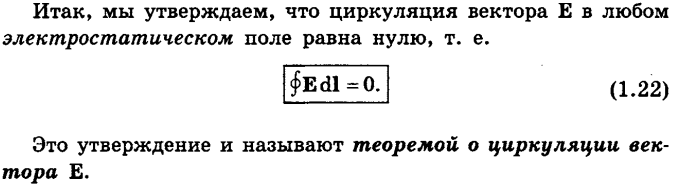 Итак, мы утверждаем, что циркуляция вектора E в любом
электростатическом поле равна нулю, т. е.
∮E dl = 0. (1.22)
Это утверждение и называют теоремой о циркуляции век-
тора E.